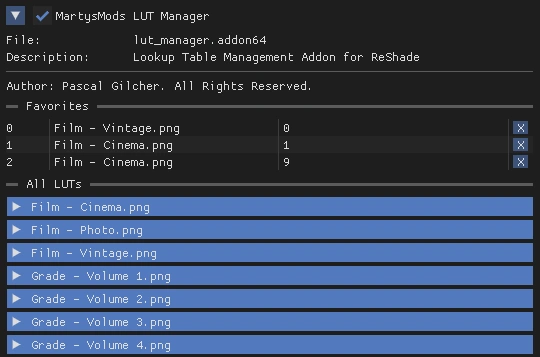 MartysMods LUT Manager
File: lut_manager.addon64
Description: Lookup Table Management Addon for ReShade
Author: Pascal Gilcher. All Rights Reserved.
Favorites
0 Film - Vintage.png 0 X
1 Film - Cinema.png 1 X
2 Film - Cinema.png 9 X
All LUTs
Film - Cinema.png
Film - Photo.png
Film - Vintage.png
Grade - Volume 1.png
Grade - Volume 2.png
Grade - Volume 3.png
Grade - Volume 4.png